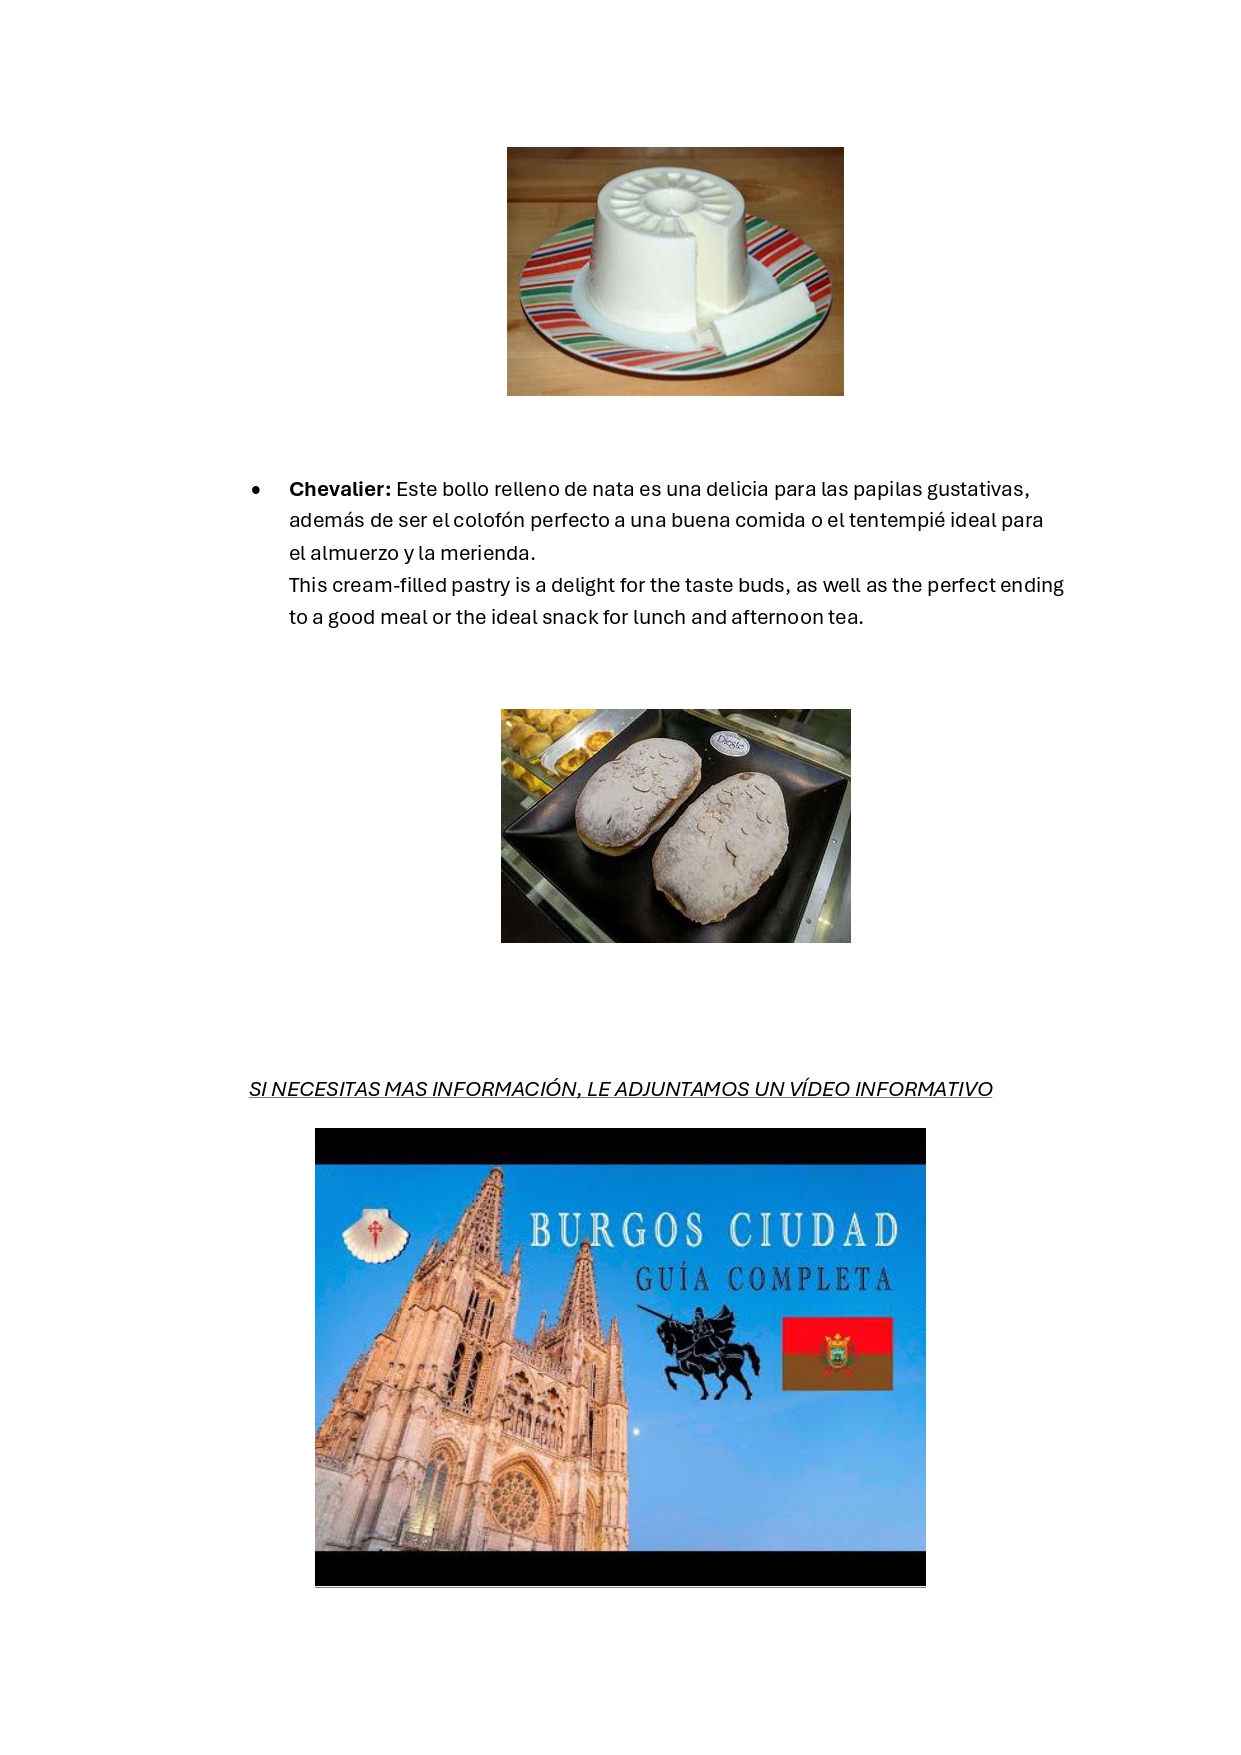 Chevalier: Este bollo relleno de nata es una delicia para las papilas gustativas,
además de ser el colofón perfecto a una buena comida o el tentempié ideal para
el almuerzo y la merienda.
This cream-filled pastry is a delight for the taste buds, as well as the perfect ending
to a good meal or the ideal snack for lunch and afternoon tea.
Dieste
SI NECESITAS MAS INFORMACIÓN, LE ADJUNTAMOS UN VÍDEO INFORMATIVO
BURGOS CIUDAD
GUÍA COMPLETA